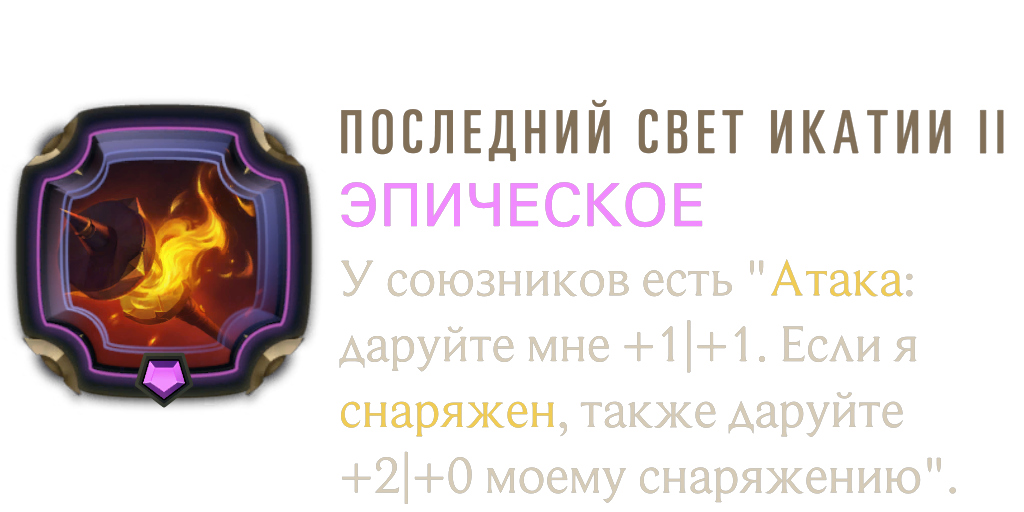 ПОСЛЕДНИЙ СВЕТ ИКАТИИ II
ЭПИЧЕСКОЕ
У союзников есть "Атака:
даруйте мне +1|+1. Если я
снаряжен, также даруйте
+2|+0 моему снаряжению".